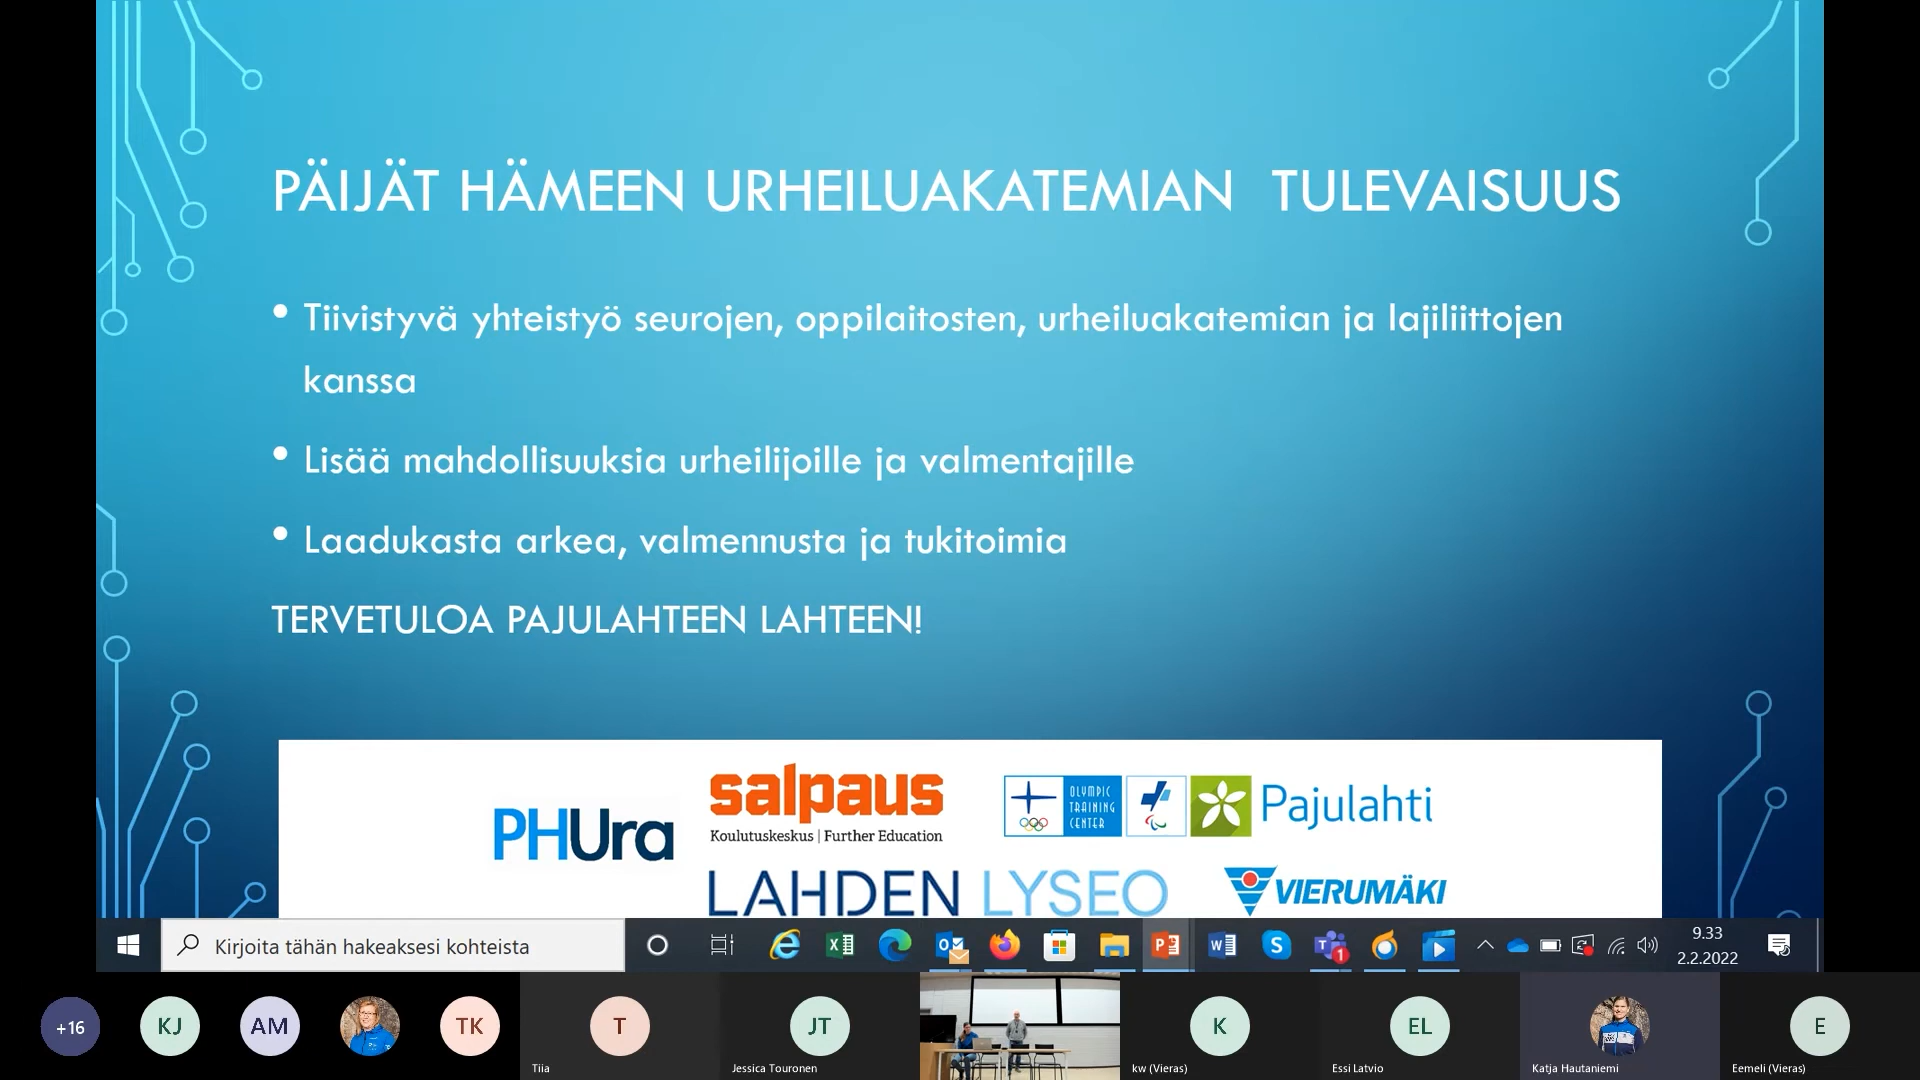 PÄIJÄT HÄMEEN URHEILUAKATEMIAN TULEVAISUUS
• Tiivistyvä yhteistyö seurojen, oppilaitosten, urheiluakatemian ja lajiliittojen
kanssa
• Lisää mahdollisuuksia urheilijoille ja valmentajille
• Laadukasta arkea, valmennusta ja tukitoimia
TERVETULOA PAJULAHTEEN LAHTEEN!
PHUra
salpaus
Koulutuskeskus | Further Education
OLYMPIC
TRAINING
CENTER
Pajulahti
LAHDEN LYSEO
VIERUMÄKI
Kirjoita tähän hakeaksesi kohteista
1
9.33
2.2.2022
+16
KJ
AM
TK
T
Tiia
JT
Jessica Touronen
K
kw (Vieras)
EL
Essi Latvio
Katja Hautaniemi
E
Eemeli (Vieras)